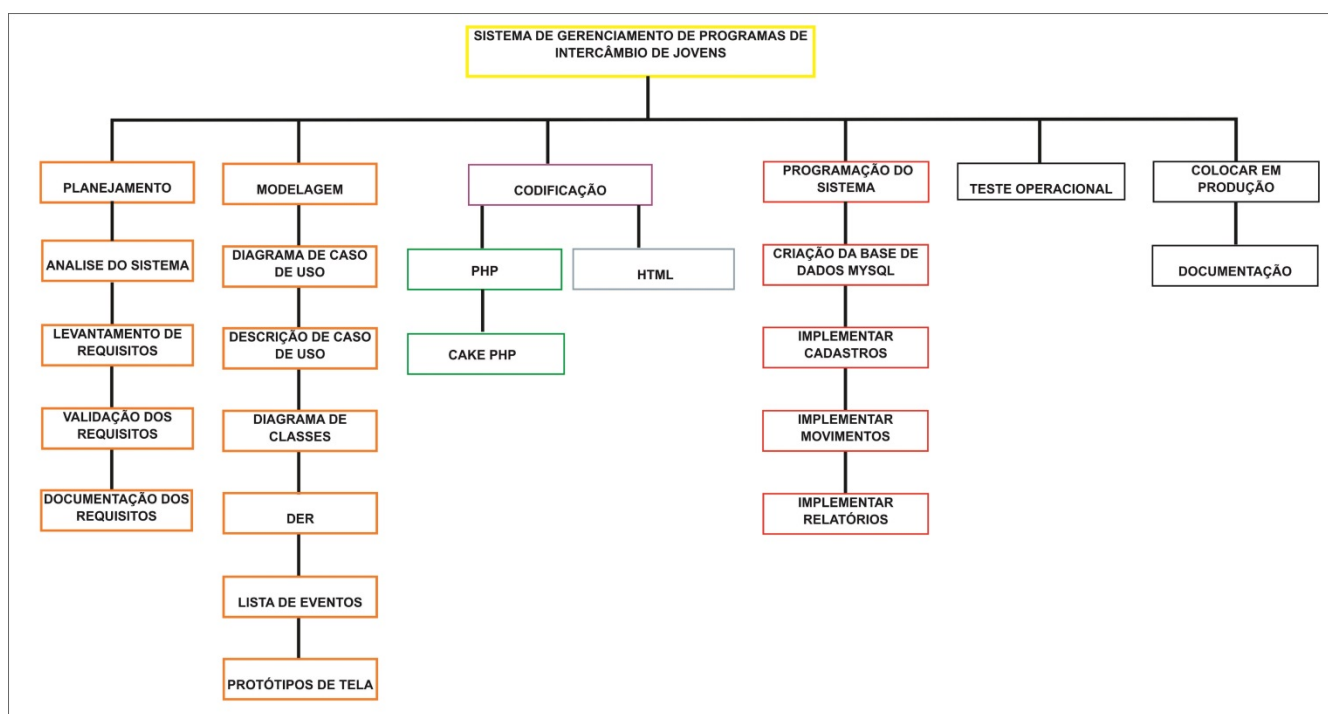 SISTEMA DE GERENCIAMENTO DE PROGRAMAS DE
INTERCÂMBIO DE JOVENS
PLANEJAMENTO
ANALISE DO SISTEMA
LEVANTAMENTO DE
REQUISITOS
VALIDAÇÃO DOS
REQUISITOS
DOCUMENTAÇÃO DOS
REQUISITOS
MODELAGEM
DIAGRAMA DE CASO
DE USO
DESCRIÇÃO DE CASO
DE USO
DIAGRAMA DE
CLASSES
DER
LISTA DE EVENTOS
PROTÓTIPOS DE TELA
CODIFICAÇÃO
PHP
CAKE PHP
HTML
PROGRAMAÇÃO DO
SISTEMA
CRIAÇÃO DA BASE DE
DADOS MYSQL
IMPLEMENTAR
CADASTROS
IMPLEMENTAR
MOVIMENTOS
IMPLEMENTAR
RELATÓRIOS
TESTE OPERACIONAL
COLOCAR EM
PRODUÇÃO
DOCUMENTAÇÃO